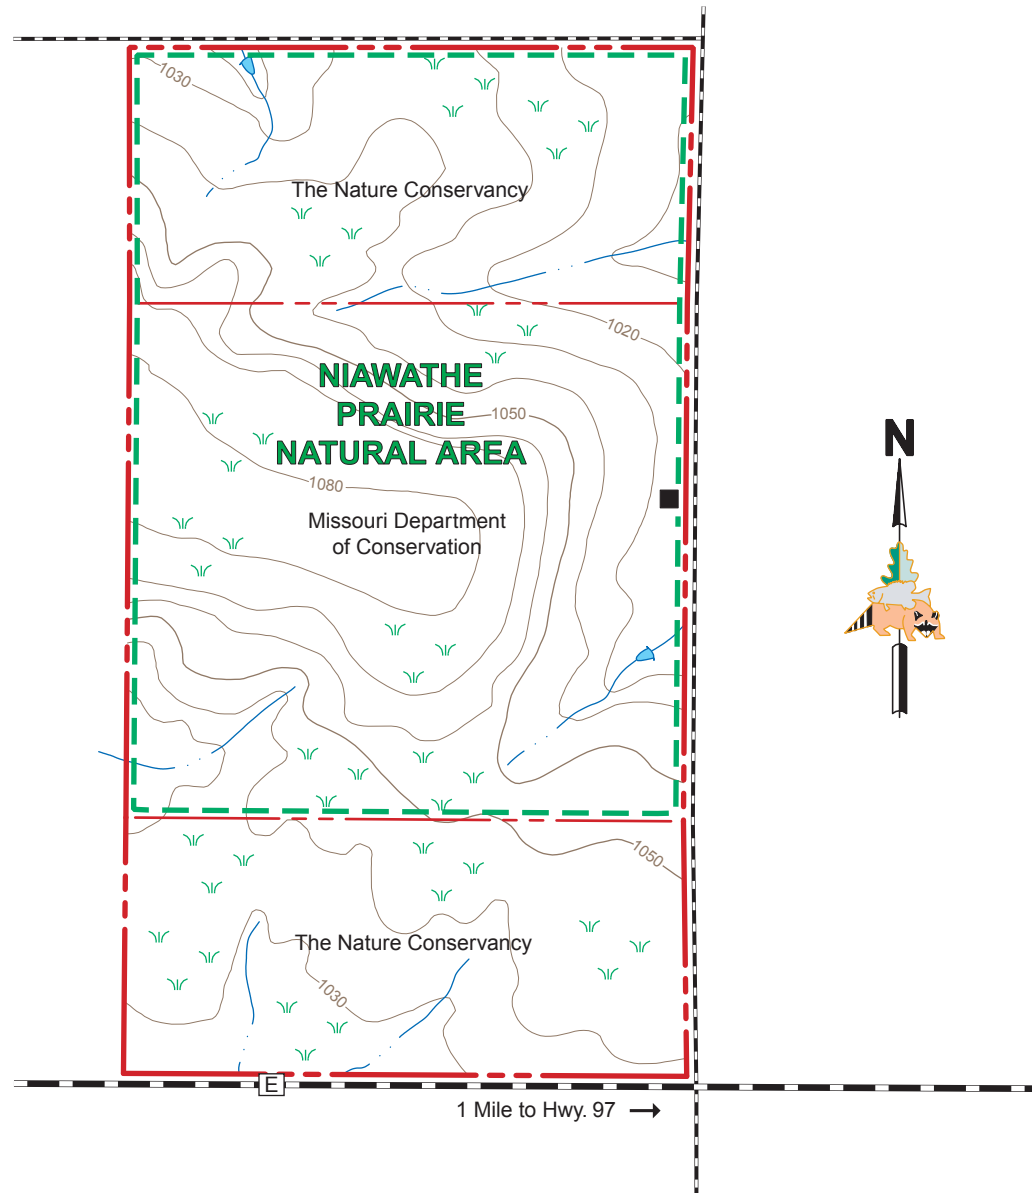 1030
The Nature Conservancy
1020
NIAWATHE
PRAIRIE
NATURAL AREA
1050
N
1080
Missouri Department
of Conservation
1050
The Nature Conservancy
1030
E
1 Mile to Hwy. 97